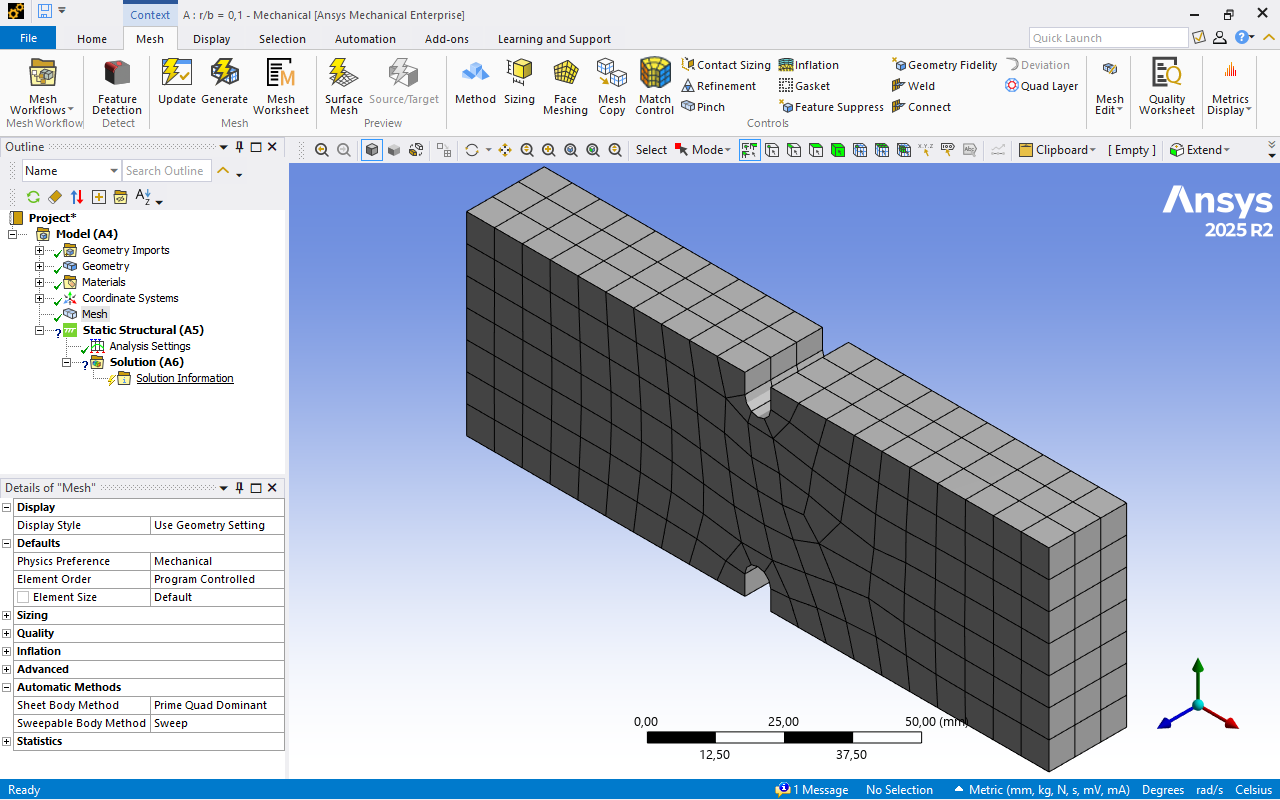 Context
A : r/b = 0,1 - Mechanical [Ansys Mechanical Enterprise]
File Home Mesh Display Selection Automation Add-ons Learning and Support
Quick Launch
Mesh Workflows
Feature Detection
Update
Generate
Mesh Worksheet
Surface Mesh
Source/Target
Method
Sizing
Face Meshing
Mesh Copy
Match Control
Contact Sizing
Refinement
Pinch
Inflation
Gasket
Feature Suppress
Geometry Fidelity
Weld
Connect
Deviation
Quad Layer
Mesh Edit
Quality Worksheet
Metrics Display
Mesh Workflow Detect Mesh Preview Controls
Outline
Name Search Outline
Select Mode Clipboard [ Empty ] Extend
Project*
Model (A4)
Geometry Imports
Geometry
Materials
Coordinate Systems
Mesh
Static Structural (A5)
Analysis Settings
Solution (A6)
Solution Information
Details of "Mesh"
Display
Display Style Use Geometry Setting
Defaults
Physics Preference Mechanical
Element Order Program Controlled
Element Size Default
Sizing
Quality
Inflation
Advanced
Automatic Methods
Sheet Body Method Prime Quad Dominant
Sweepable Body Method Sweep
Statistics
Ansys
2025 R2
0,00 25,00 50,00 (mm)
12,50 37,50
Ready 1 Message No Selection Metric (mm, kg, N, s, mV, mA) Degrees rad/s Celsius